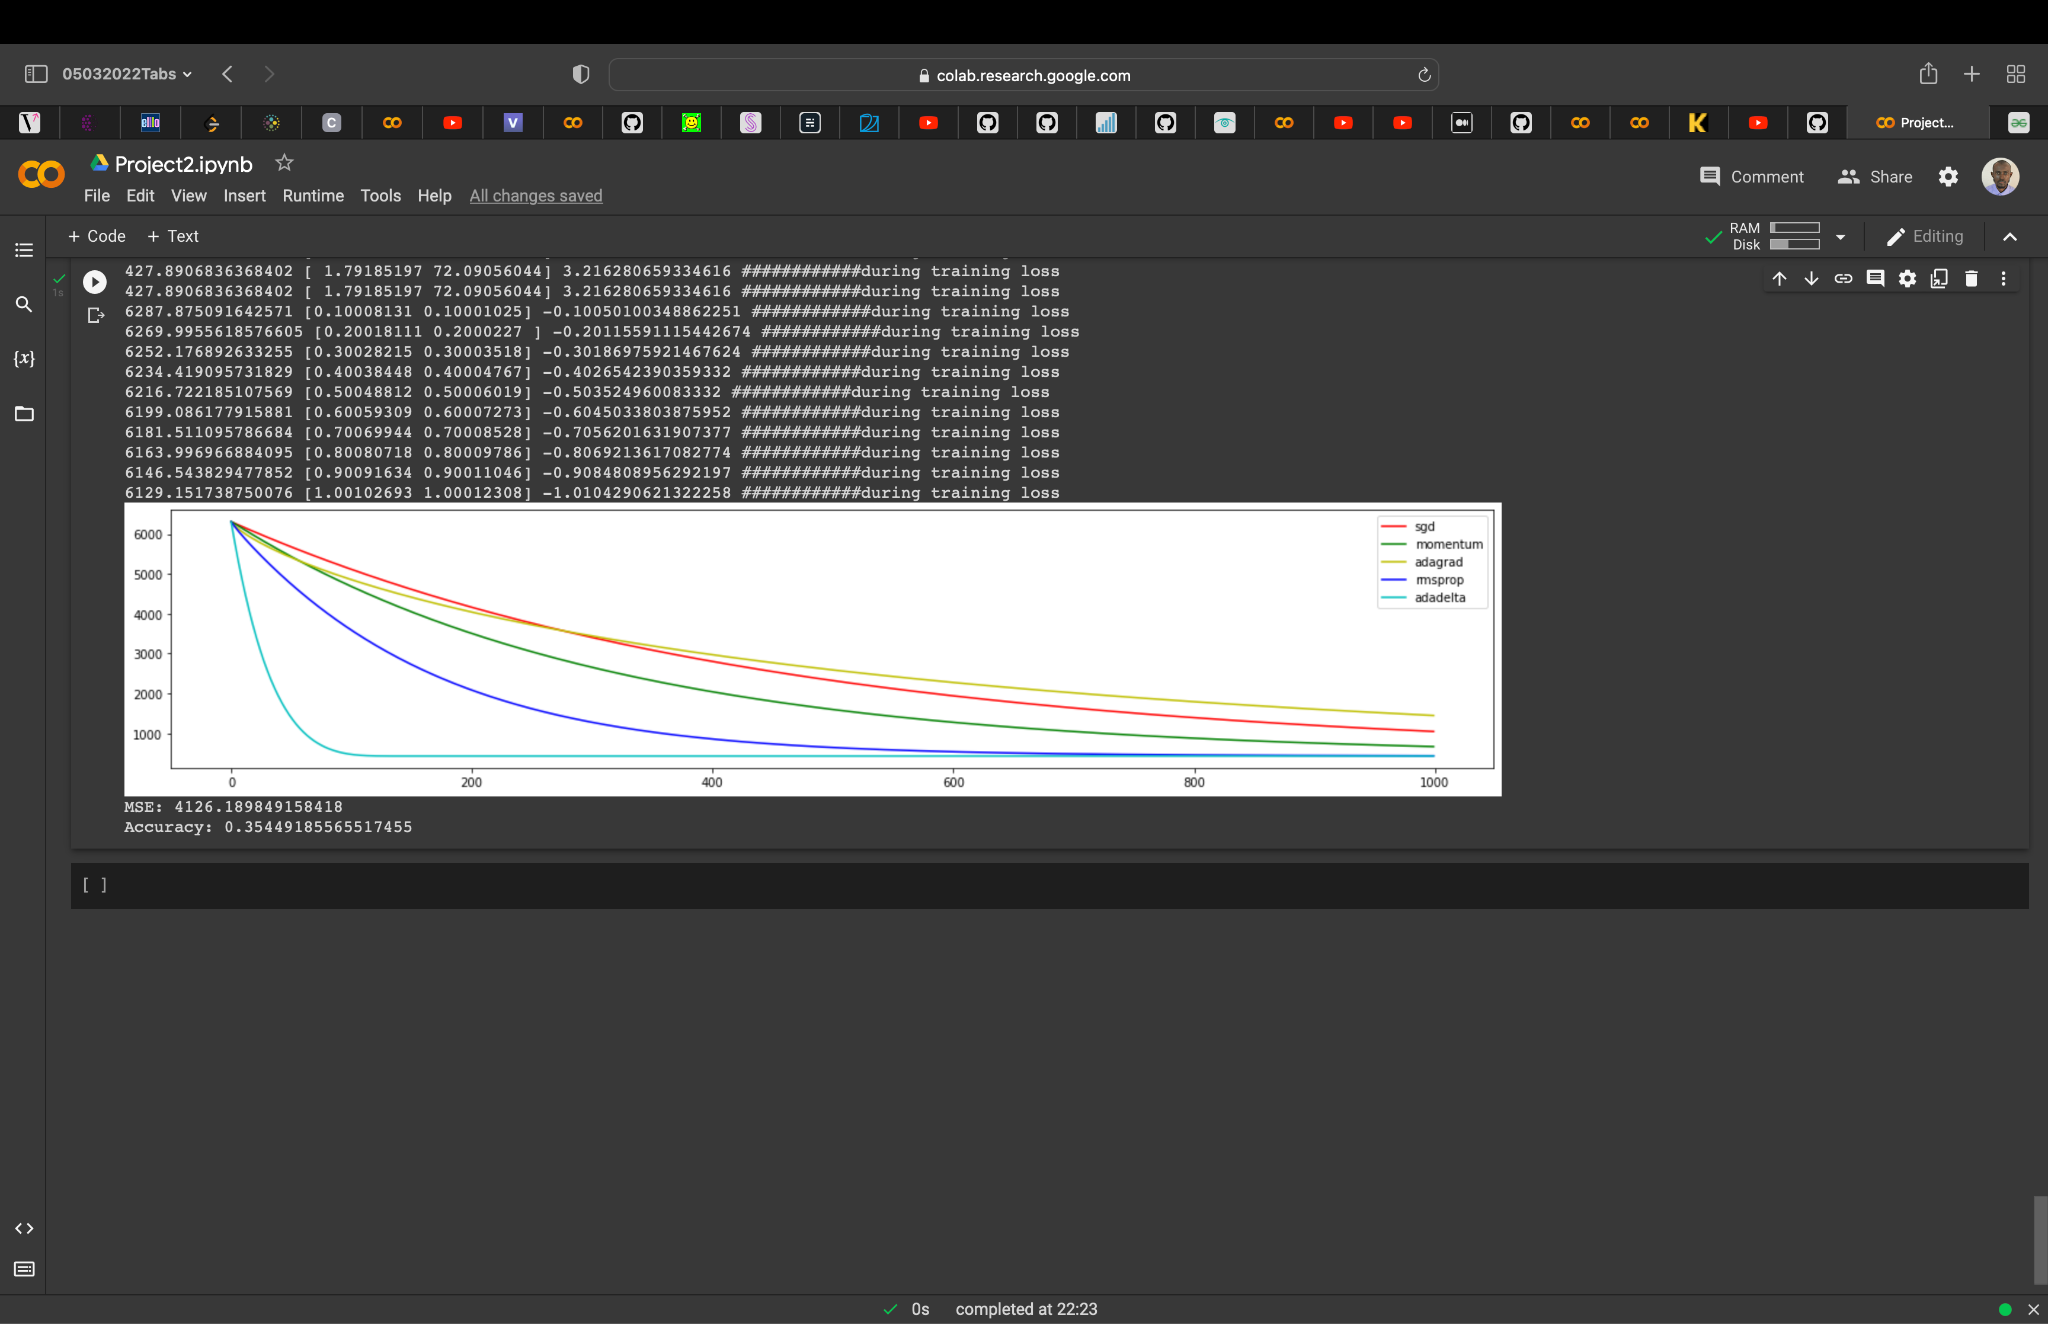 05032022Tabs
colab.research.google.com
Project...
Project2.ipynb
Comment
Share
File Edit View Insert Runtime Tools Help All changes saved
+ Code + Text
RAM
Disk
Editing
427.8906836368402 [ 1.79185197 72.09056044] 3.216280659334616 ############during training loss
427.8906836368402 [ 1.79185197 72.09056044] 3.216280659334616 ############during training loss
6287.875091642571 [0.10008131 0.10001025] -0.10050100348862251 ############during training loss
6269.9955618576605 [0.20018111 0.2000227 ] -0.20115591115442674 ############during training loss
6252.176892633255 [0.30028215 0.30003518] -0.30186975921467624 ############during training loss
6234.419095731829 [0.40038448 0.40004767] -0.4026542390359332 ############during training loss
6216.722185107569 [0.50048812 0.50006019] -0.503524960083332 ############during training loss
6199.086177915881 [0.60059309 0.60007273] -0.6045033803875952 ############during training loss
6181.511095786684 [0.70069944 0.70008528] -0.7056201631907377 ############during training loss
6163.996966884095 [0.80080718 0.80009786] -0.8069213617082774 ############during training loss
6146.543829477852 [0.90091634 0.90011046] -0.9084808956292197 ############during training loss
6129.151738750076 [1.00102693 1.00012308] -1.0104290621322258 ############during training loss
1s
{x}
6000
5000
4000
3000
2000
1000
0 200 400 600 800 1000
sgd
momentum
adagrad
rmsprop
adadelta
MSE: 4126.189849158418
Accuracy: 0.35449185565517455
[ ]
0s completed at 22:23